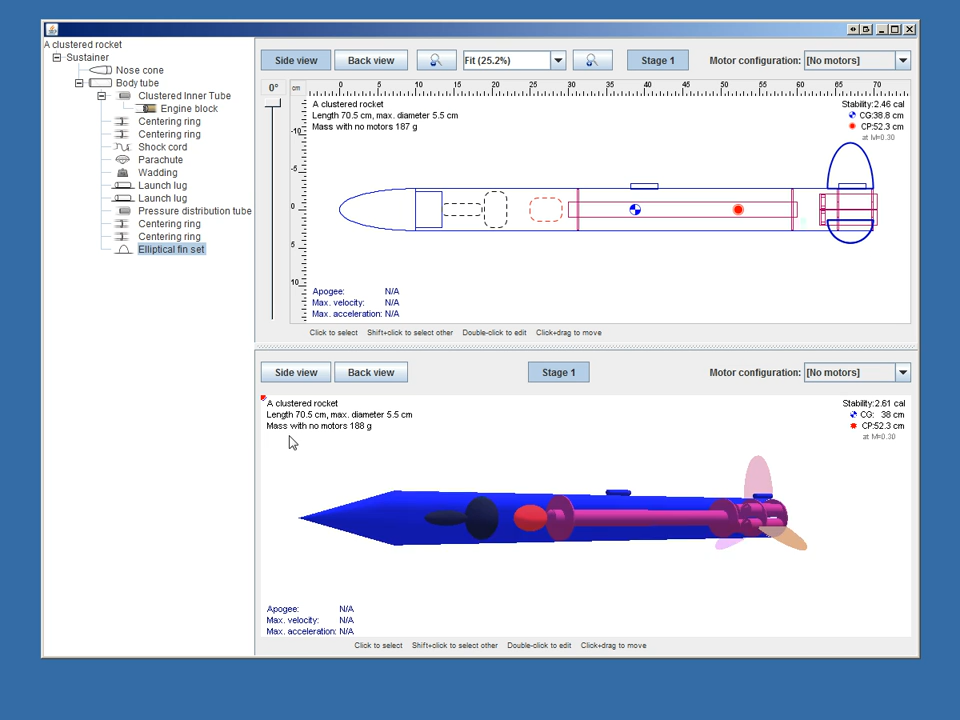 A clustered rocket
Sustainer
Nose cone
Body tube
Clustered Inner Tube
Engine block
Centering ring
Centering ring
Shock cord
Parachute
Wadding
Launch lug
Launch lug
Pressure distribution tube
Centering ring
Centering ring
Elliptical fin set
Side view
Back view
Fit (25.2%)
Stage 1
Motor configuration:
[No motors]
0°
cm
0 5 10 15 20 25 30 35 40 45 50 55 60 65 70
-10
-5
0
5
10
A clustered rocket
Length 70.5 cm, max. diameter 5.5 cm
Mass with no motors 187 g
Stability:2.46 cal
CG:38.8 cm
CP:52.3 cm
at M=0.30
Apogee: N/A
Max. velocity: N/A
Max. acceleration: N/A
Click to select Shift+click to select other Double-click to edit Click+drag to move
Side view
Back view
Stage 1
Motor configuration:
[No motors]
A clustered rocket
Length 70.5 cm, max. diameter 5.5 cm
Mass with no motors 188 g
Stability:2.61 cal
CG: 38 cm
CP:52.3 cm
at M=0.30
Apogee: N/A
Max. velocity: N/A
Max. acceleration: N/A
Click to select Shift+click to select other Double-click to edit Click+drag to move